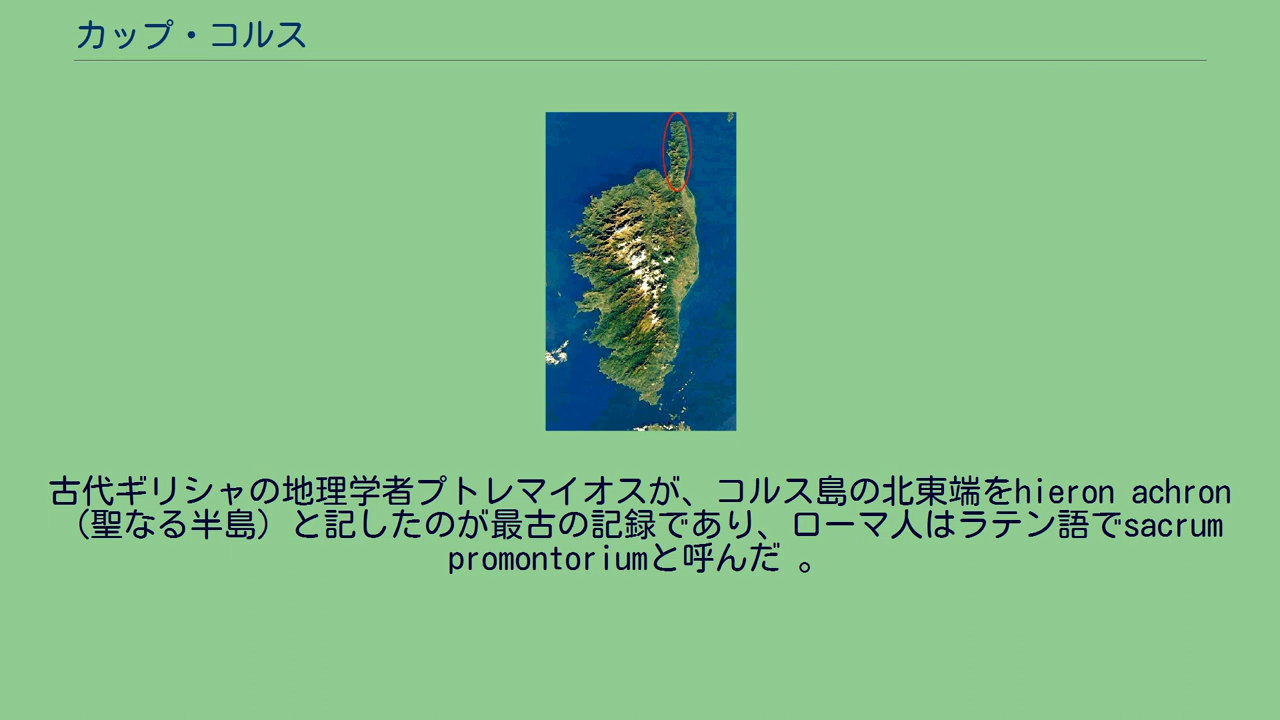 カップ・コルス
古代ギリシャの地理学者プトレマイオスが、コルス島の北東端をhieron achron
（聖なる半島）と記したのが最古の記録であり、ローマ人はラテン語でsacrum
promontoriumと呼んだ 。